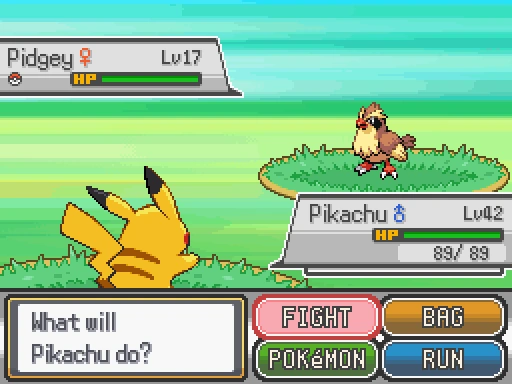 Pidgey♀ Lv17
HP
Pikachu♂ Lv42
HP
89/ 89
What will
Pikachu do?
FIGHT BAG
POKéMON RUN